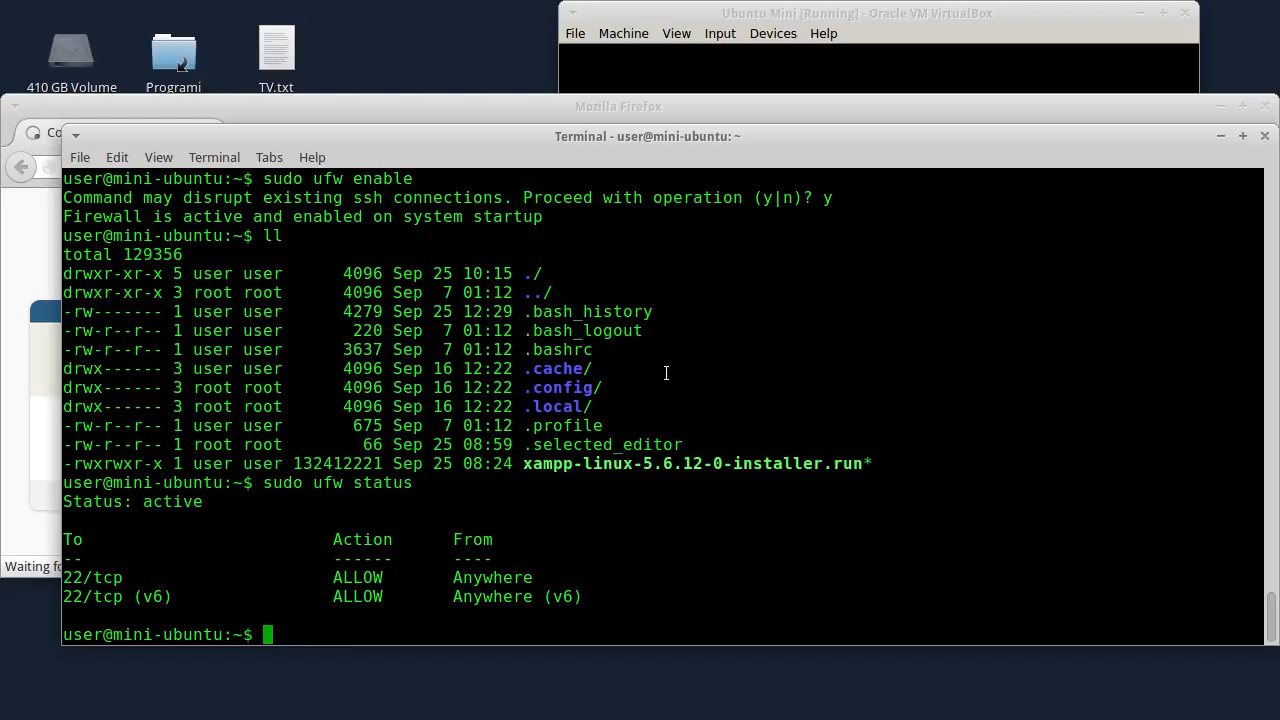 Ubuntu Mini [Running] - Oracle VM VirtualBox
File Machine View Input Devices Help
410 GB Volume
Programi
TV.txt
Mozilla Firefox
Co
Terminal - user@mini-ubuntu: ~
File Edit View Terminal Tabs Help
user@mini-ubuntu:~$ sudo ufw enable
Command may disrupt existing ssh connections. Proceed with operation (y|n)? y
Firewall is active and enabled on system startup
user@mini-ubuntu:~$ ll
total 129356
drwxr-xr-x 5 user user      4096 Sep 25 10:15 ./
drwxr-xr-x 3 root root      4096 Sep  7 01:12 ../
-rw------- 1 user user      4279 Sep 25 12:29 .bash_history
-rw-r--r-- 1 user user       220 Sep  7 01:12 .bash_logout
-rw-r--r-- 1 user user      3637 Sep  7 01:12 .bashrc
drwx------ 3 user user      4096 Sep 16 12:22 .cache/
drwx------ 3 root root      4096 Sep 16 12:22 .config/
drwx------ 3 root root      4096 Sep 16 12:22 .local/
-rw-r--r-- 1 user user       675 Sep  7 01:12 .profile
-rw-r--r-- 1 root root        66 Sep 25 08:59 .selected_editor
-rwxrwxr-x 1 user user 132412221 Sep 25 08:24 xampp-linux-5.6.12-0-installer.run*
user@mini-ubuntu:~$ sudo ufw status
Status: active
To                         Action      From
--                         ------      ----
22/tcp                     ALLOW       Anywhere
22/tcp (v6)                ALLOW       Anywhere (v6)
user@mini-ubuntu:~$
Waiting fo